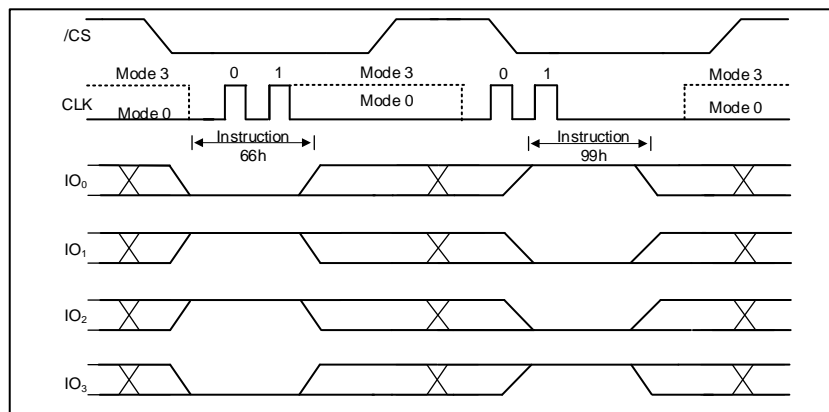 /CS
Mode 3 0 1 Mode 3 0 1 Mode 3
CLK Mode 0 Mode 0 Mode 0
Instruction Instruction
66h 99h
IO₀
IO₁
IO₂
IO₃